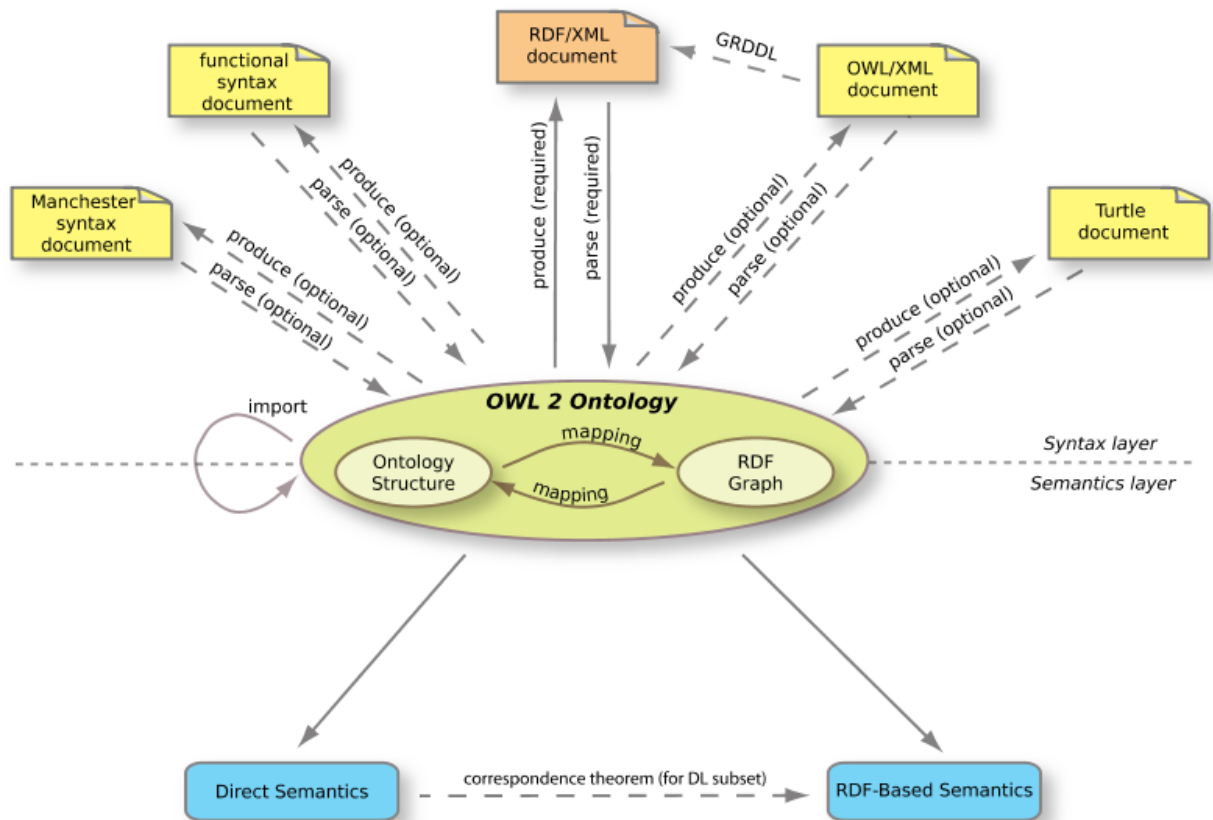 RDF/XML
document
GRDDL
functional
syntax
document
OWL/XML
document
Manchester
syntax
document
Turtle
document
produce (optional)
parse (optional)
produce (optional)
parse (optional)
produce (required)
parse (required)
produce (optional)
parse (optional)
produce (optional)
parse (optional)
import
OWL 2 Ontology
mapping
Ontology
Structure
RDF
Graph
mapping
Syntax layer
Semantics layer
Direct Semantics
correspondence theorem (for DL subset)
RDF-Based Semantics